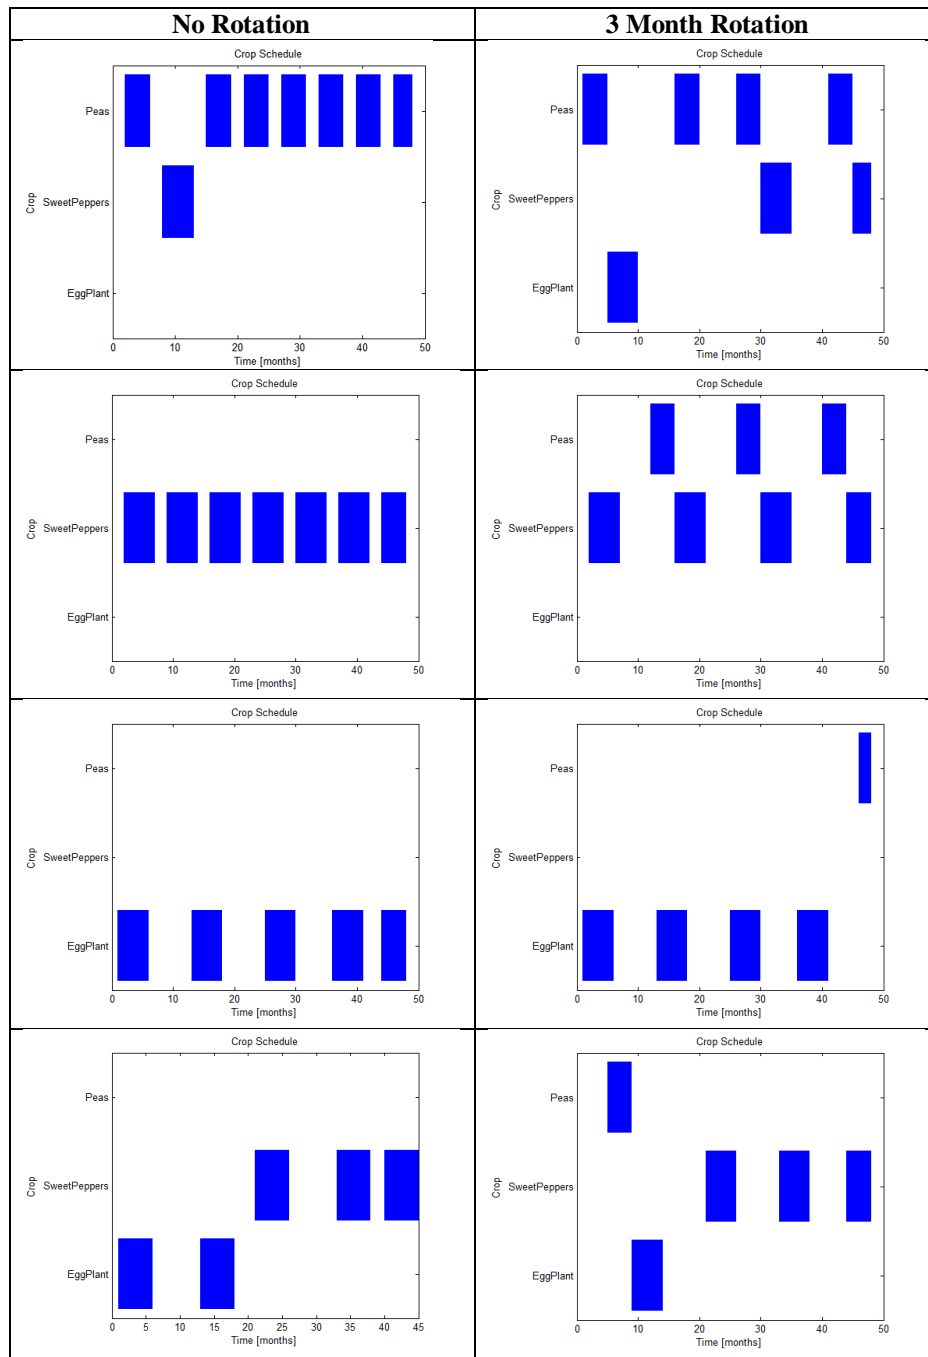 No Rotation
3 Month Rotation
Crop Schedule
Peas
SweetPeppers
EggPlant
Crop
0 10 20 30 40 50
Time [months]
Crop Schedule
Peas
SweetPeppers
EggPlant
Crop
0 10 20 30 40 50
Time [months]
Crop Schedule
Peas
SweetPeppers
EggPlant
Crop
0 10 20 30 40 50
Time [months]
Crop Schedule
Peas
SweetPeppers
EggPlant
Crop
0 10 20 30 40 50
Time [months]
Crop Schedule
Peas
SweetPeppers
EggPlant
Crop
0 10 20 30 40 50
Time [months]
Crop Schedule
Peas
SweetPeppers
EggPlant
Crop
0 10 20 30 40 50
Time [months]
Crop Schedule
Peas
SweetPeppers
EggPlant
Crop
0 5 10 15 20 25 30 35 40 45
Time [months]
Crop Schedule
Peas
SweetPeppers
EggPlant
Crop
0 10 20 30 40 50
Time [months]